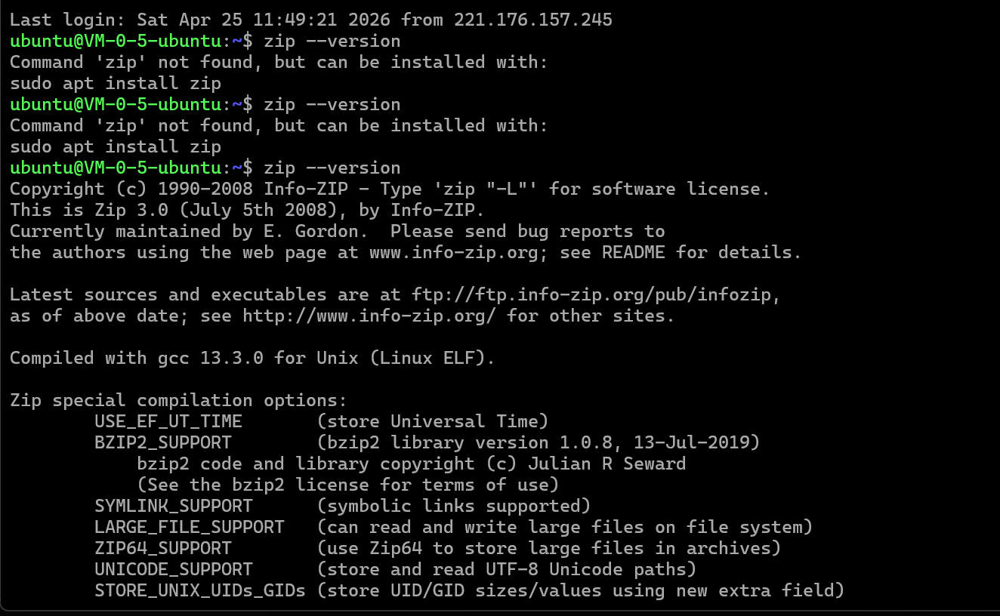 Last login: Sat Apr 25 11:49:21 2026 from 221.176.157.245
ubuntu@VM-0-5-ubuntu:~$ zip --version
Command 'zip' not found, but can be installed with:
sudo apt install zip
ubuntu@VM-0-5-ubuntu:~$ zip --version
Command 'zip' not found, but can be installed with:
sudo apt install zip
ubuntu@VM-0-5-ubuntu:~$ zip --version
Copyright (c) 1990-2008 Info-ZIP - Type 'zip "-L"' for software license.
This is Zip 3.0 (July 5th 2008), by Info-ZIP.
Currently maintained by E. Gordon.  Please send bug reports to
the authors using the web page at www.info-zip.org; see README for details.

Latest sources and executables are at ftp://ftp.info-zip.org/pub/infozip,
as of above date; see http://www.info-zip.org/ for other sites.

Compiled with gcc 13.3.0 for Unix (Linux ELF).

Zip special compilation options:
        USE_EF_UT_TIME       (store Universal Time)
        BZIP2_SUPPORT        (bzip2 library version 1.0.8, 13-Jul-2019)
            bzip2 code and library copyright (c) Julian R Seward
            (See the bzip2 license for terms of use)
        SYMLINK_SUPPORT      (symbolic links supported)
        LARGE_FILE_SUPPORT   (can read and write large files on file system)
        ZIP64_SUPPORT        (use Zip64 to store large files in archives)
        UNICODE_SUPPORT      (store and read UTF-8 Unicode paths)
        STORE_UNIX_UIDs_GIDs (store UID/GID sizes/values using new extra field)